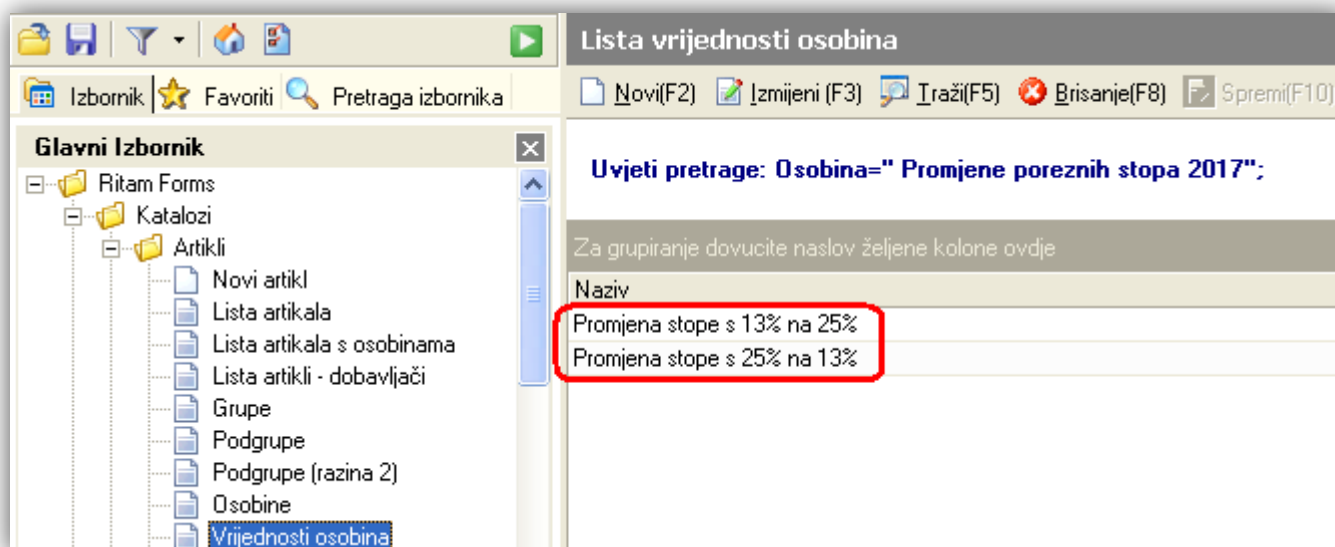 Izbornik Favoriti Pretraga izbornika
Glavni Izbornik
Ritam Forms
Katalozi
Artikli
Novi artikl
Lista artikala
Lista artikala s osobinama
Lista artikli - dobavljači
Grupe
Podgrupe
Podgrupe (razina 2)
Osobine
Vrijednosti osobina
Lista vrijednosti osobina
Novi(F2) Izmijeni (F3) Traži(F5) Brisanje(F8) Spremi(F10)
Uvjeti pretrage: Osobina=" Promjene poreznih stopa 2017";
Za grupiranje dovucite naslov željene kolone ovdje
Naziv
Promjena stope s 13% na 25%
Promjena stope s 25% na 13%